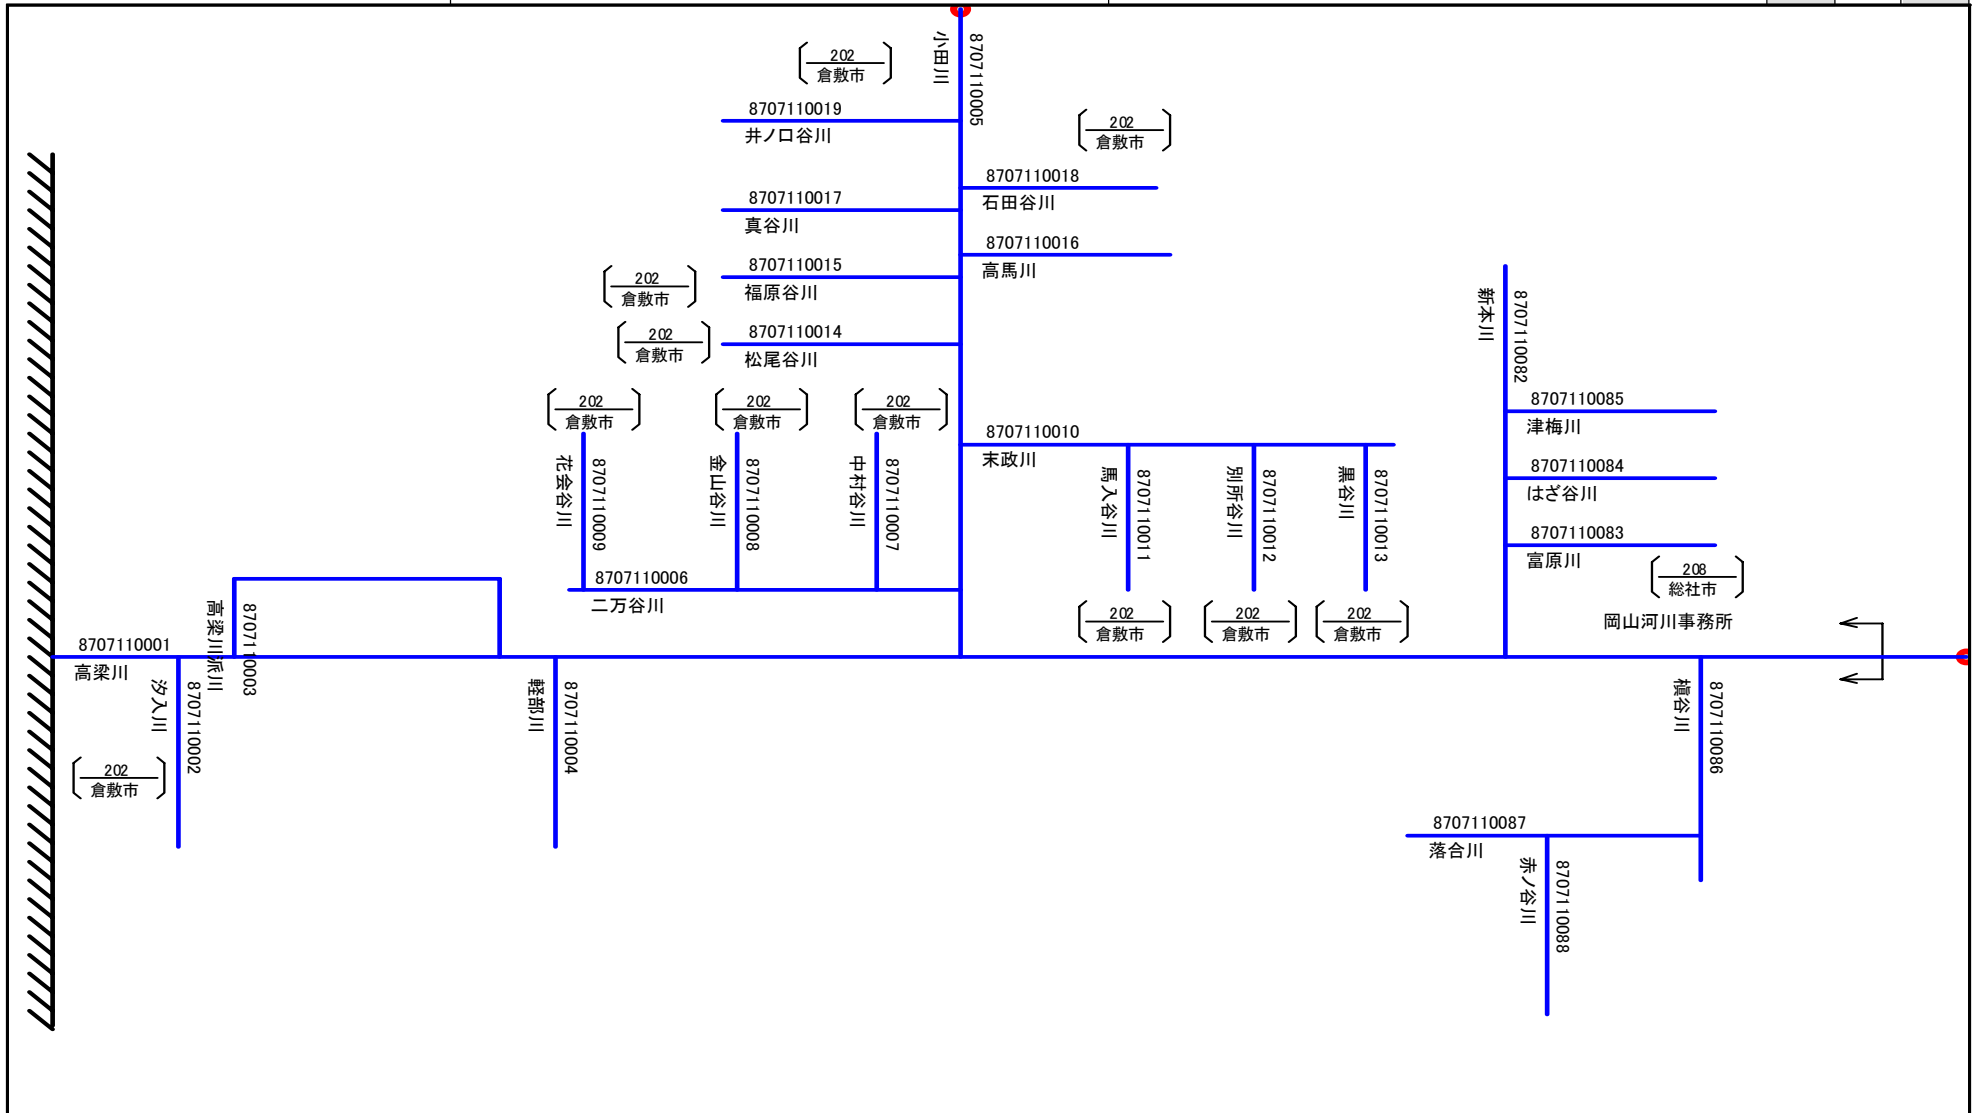 小田川
8707110005
202
倉敷市
8707110019
井ノ口谷川
202
倉敷市
8707110018
石田谷川
8707110017
真谷川
8707110016
高馬川
202
倉敷市
8707110015
福原谷川
202
倉敷市
8707110014
松尾谷川
新本川
8707110082
202
倉敷市
202
倉敷市
202
倉敷市
8707110085
津梅川
8707110010
末政川
花会谷川
8707110009
金山谷川
8707110008
中村谷川
8707110007
馬入谷川
8707110011
別所谷川
8707110012
黒谷川
8707110013
8707110084
はざ谷川
8707110083
富原川
208
総社市
8707110006
二万谷川
202
倉敷市
202
倉敷市
202
倉敷市
岡山河川事務所
8707110001
高梁川
高梁川派川
8707110003
汐入川
8707110002
202
倉敷市
軽部川
8707110004
槇谷川
8707110086
8707110087
落合川
赤ノ谷川
8707110088